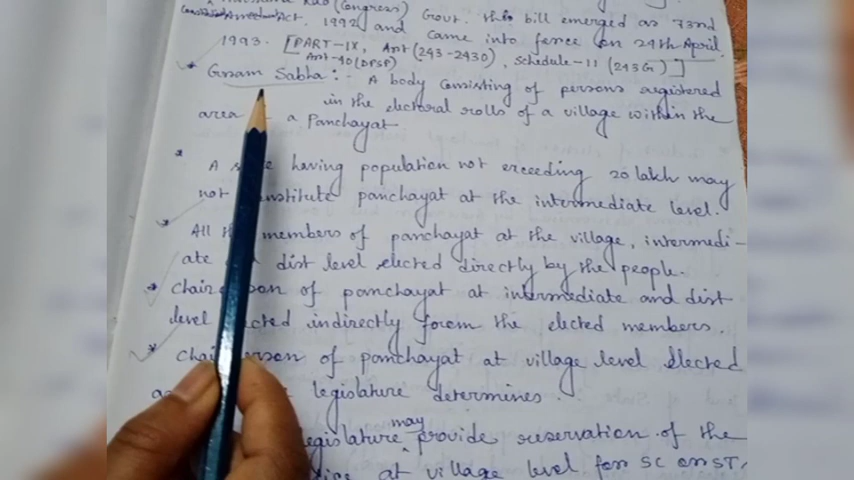 Rao (Congress) Govt. this bill emerged as 73rd
Act, 1992 and came into force on 24th April
1993. [PART-IX, Art (243-243O), Schedule-11 (243G)]
Art-40 (DPSP)
* Gram Sabha :- A body consisting of persons registered
in the electoral rolls of a village within the
area a Panchayat
* A having population not exceeding 20 lakh may
not panchayat at the intermediate level.
* All the members of panchayat at the village, intermedi-
ate dist level elected directly by the people.
* Chair of panchayat at intermediate and dist
level indirectly from the elected members.
* Chair of panchayat at village level elected
legislature determines.
legislature may provide reservation of the
at village level for SC or ST,